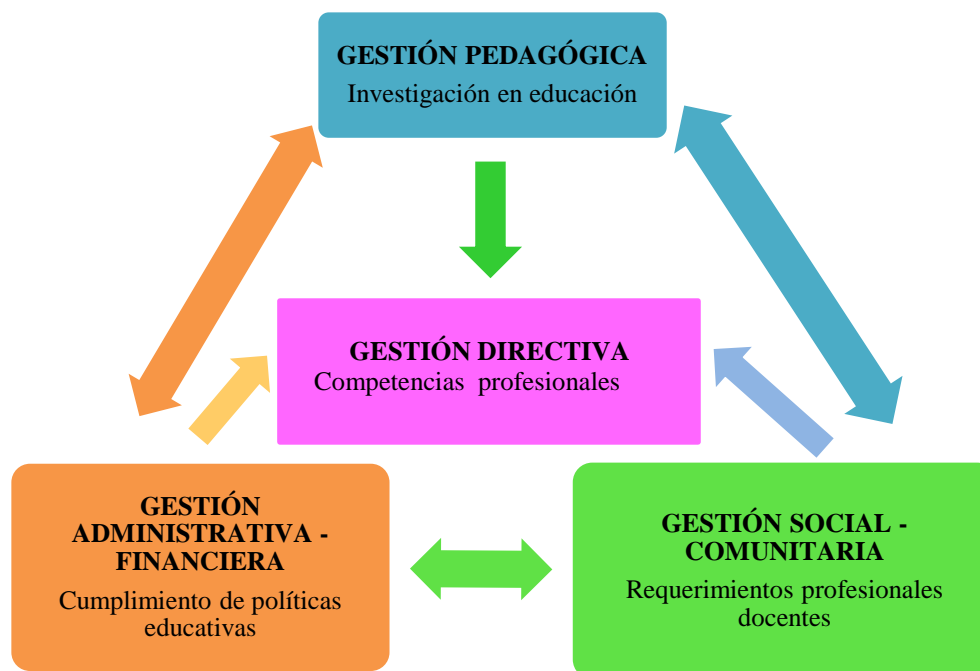 GESTIÓN PEDAGÓGICA
Investigación en educación
GESTIÓN DIRECTIVA
Competencias profesionales
GESTIÓN
ADMINISTRATIVA -
FINANCIERA
Cumplimiento de políticas
educativas
GESTIÓN SOCIAL -
COMUNITARIA
Requerimientos profesionales
docentes